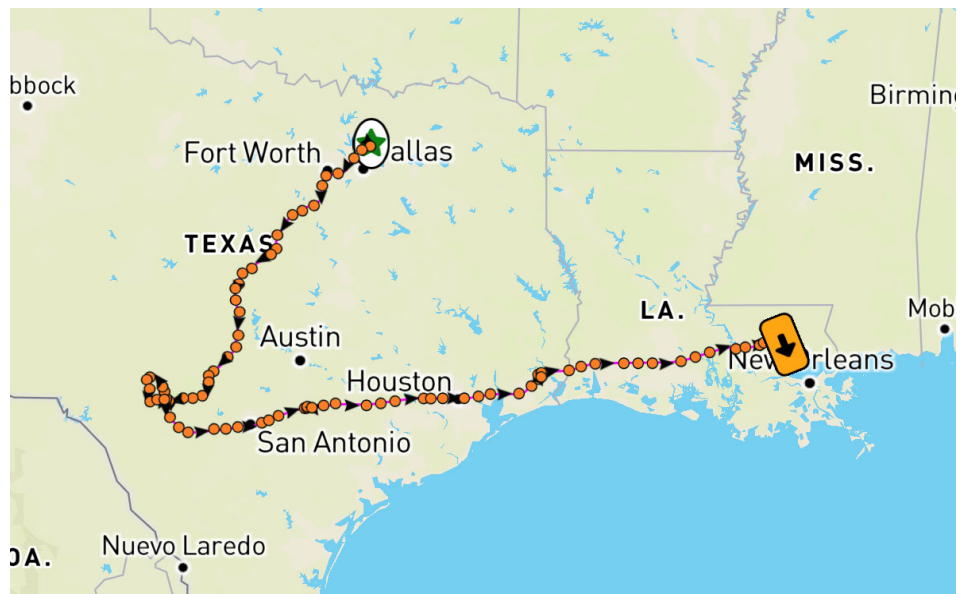 bbock
Birming
Fort Worth
allas
MISS.
TEXAS
LA.
Mob
Austin
New Orleans
Houston
San Antonio
Nuevo Laredo
OA.